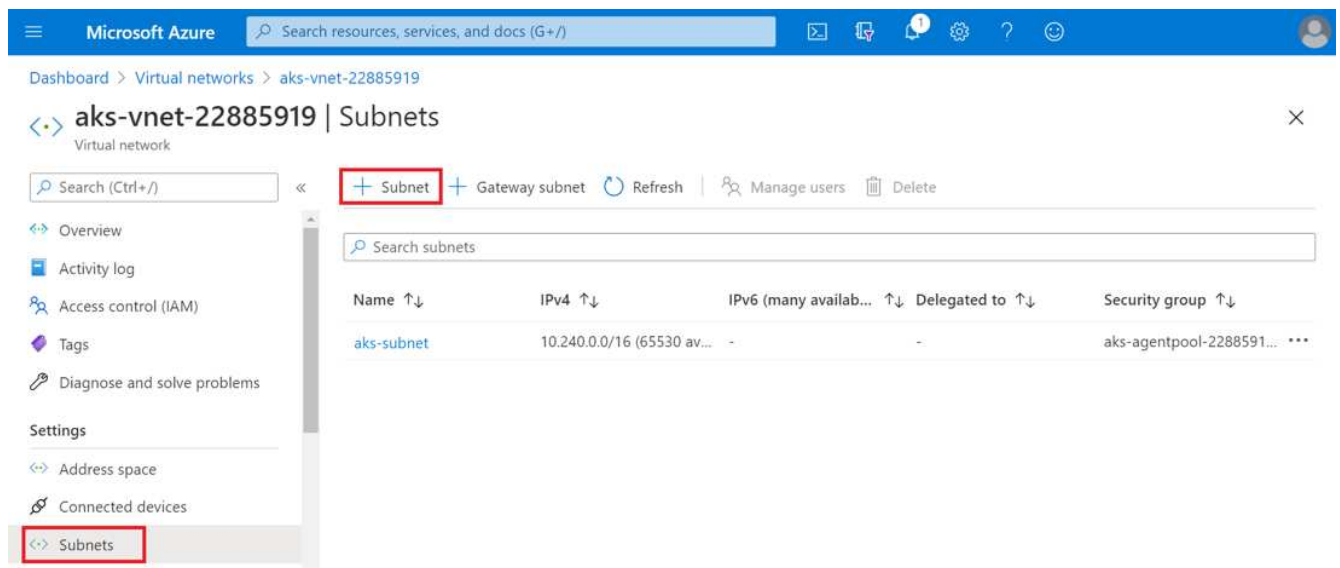 Microsoft Azure
Search resources, services, and docs (G+/)
1
Dashboard > Virtual networks > aks-vnet-22885919
aks-vnet-22885919 | Subnets
Virtual network
Search (Ctrl+/)
+ Subnet + Gateway subnet Refresh Manage users Delete
Overview
Search subnets
Activity log
Name ↑↓ IPv4 ↑↓ IPv6 (many availab... ↑↓ Delegated to ↑↓ Security group ↑↓
Access control (IAM)
Tags
aks-subnet 10.240.0.0/16 (65530 av... - - aks-agentpool-2288591... •••
Diagnose and solve problems
Settings
Address space
Connected devices
Subnets